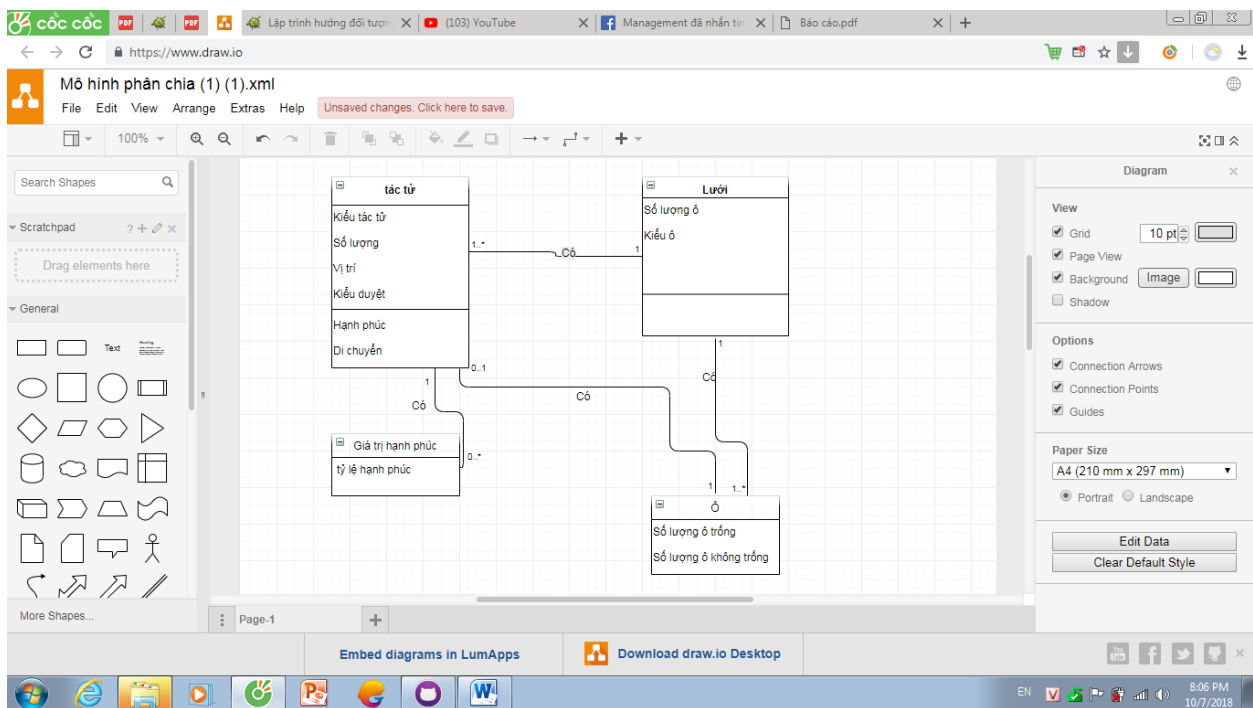 cốc cốc
PDF
PDF
Lập trình hướng đối tượn
(103) YouTube
Management đã nhắn tin
Báo cáo.pdf
https://www.draw.io
Mô hình phân chia (1) (1).xml
File Edit View Arrange Extras Help
Unsaved changes. Click here to save.
100%
Search Shapes
Scratchpad
?
Drag elements here
General
Text
Heading
More Shapes...
tác tử
Kiểu tác tử
Số lượng
Vị trí
Kiểu duyệt
Hạnh phúc
Di chuyển
1..*
Có
1
Lưới
Số lượng ô
Kiểu ô
1
Có
1..*
0..1
Có
1
1
Có
0..*
Giá trị hạnh phúc
tỷ lệ hạnh phúc
Ô
Số lượng ô trống
Số lượng ô không trống
Diagram
View
Grid
10 pt
Page View
Background
Image
Shadow
Options
Connection Arrows
Connection Points
Guides
Paper Size
A4 (210 mm x 297 mm)
Portrait Landscape
Edit Data
Clear Default Style
Page-1
Embed diagrams in LumApps
Download draw.io Desktop
You Tube
EN
V
8:06 PM
10/7/2018